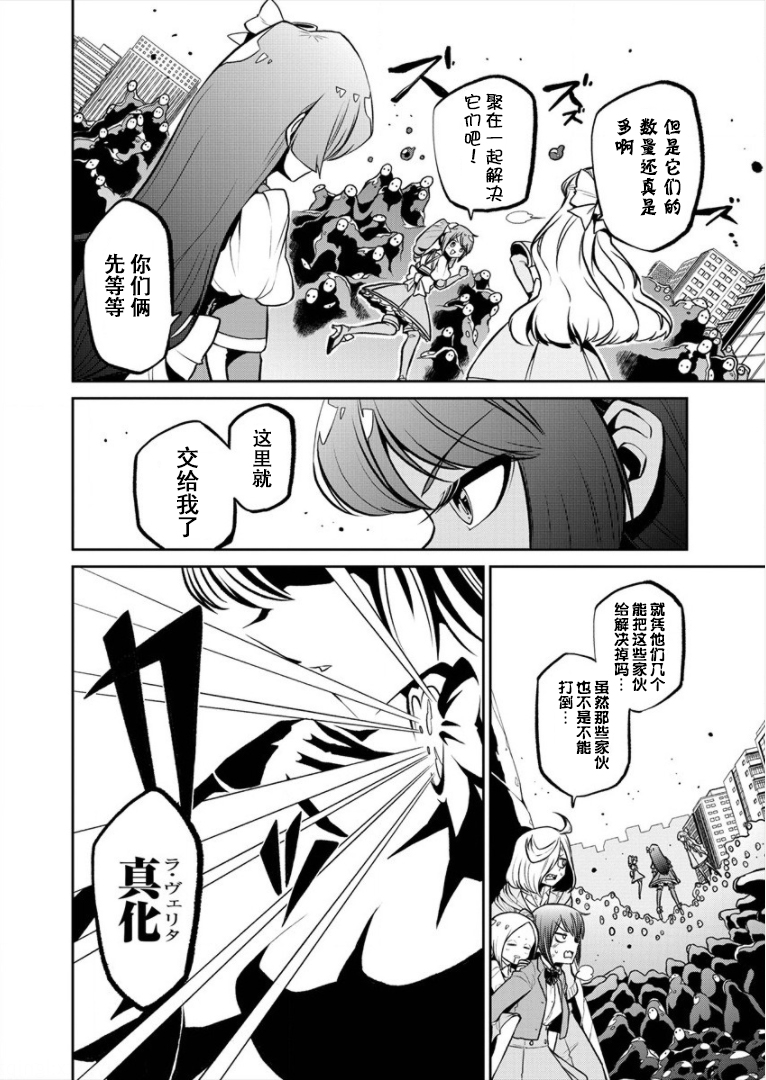 但是它们的
数量还真是
多啊
聚在一起解决
它们吧！
ズズ
ズズ
你们俩
先等等
这里就
交给我了
就凭他们几个
能把这些家伙
给解决掉吗…
虽然那些家伙
也不是不能
打倒…
ラ・ヴェリタ
真化